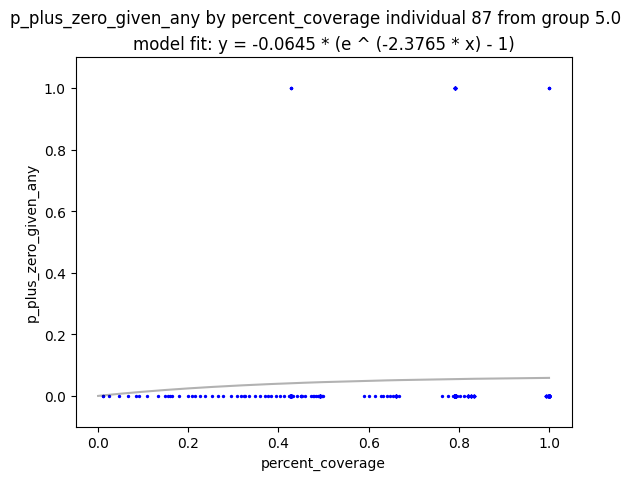 p_plus_zero_given_any by percent_coverage individual 87 from group 5.0
model fit: y = -0.0645 * (e ^ (-2.3765 * x) - 1)
1.0
0.8
0.6
0.4
0.2
0.0
p_plus_zero_given_any
0.0 0.2 0.4 0.6 0.8 1.0
percent_coverage